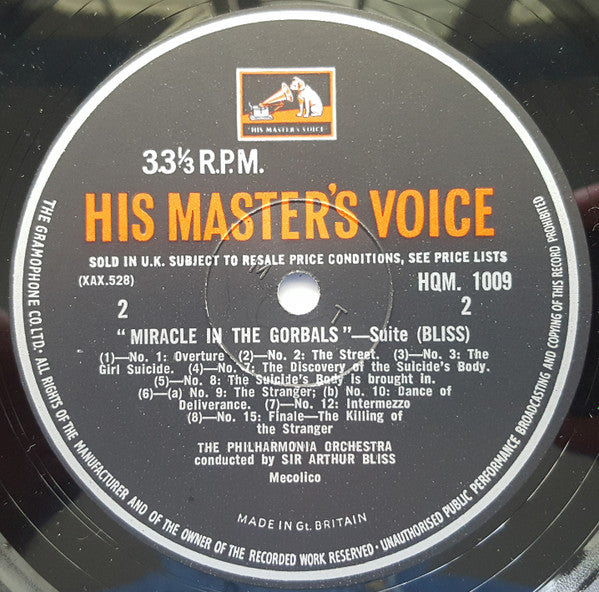 "HIS MASTER'S VOICE"
33⅓ R.P.M.
HIS MASTER'S VOICE
SOLD IN U.K. SUBJECT TO RESALE PRICE CONDITIONS, SEE PRICE LISTS
(XAX.528) HQM. 1009
2 2
M T
"MIRACLE IN THE GORBALS"—Suite (BLISS)
(1)—No. 1: Overture. (2)—No. 2: The Street. (3)—No. 3: The
Girl Suicide. (4)—No. 7: The Discovery of the Suicide's Body.
(5)—No. 8: The Suicide's Body is brought in.
(6)—(a) No. 9: The Stranger; (b) No. 10: Dance of
Deliverance. (7)—No. 12: Intermezzo
(8)—No. 15: Finale—The Killing of
the Stranger
THE PHILHARMONIA ORCHESTRA
conducted by SIR ARTHUR BLISS
Mecolico
MADE IN Gt. BRITAIN
THE GRAMOPHONE CO. LTD. · ALL RIGHTS OF THE MANUFACTURER AND OF THE OWNER OF THE RECORDED WORK RESERVED · UNAUTHORISED PUBLIC PERFORMANCE BROADCASTING AND COPYING OF THIS RECORD PROHIBITED